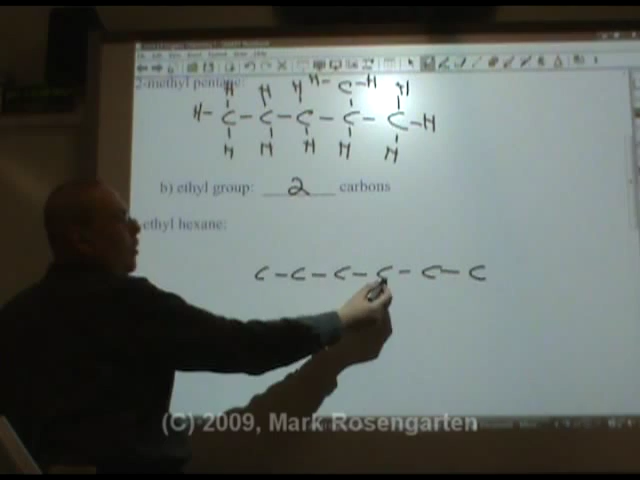 2-methyl pentane:
H H H H-C-H H
H-C-C-C-C-C-H
H H H H H
b) ethyl group: 2 carbons
ethyl hexane:
C-C-C-C-C-C
(C) 2009, Mark Rosengarten